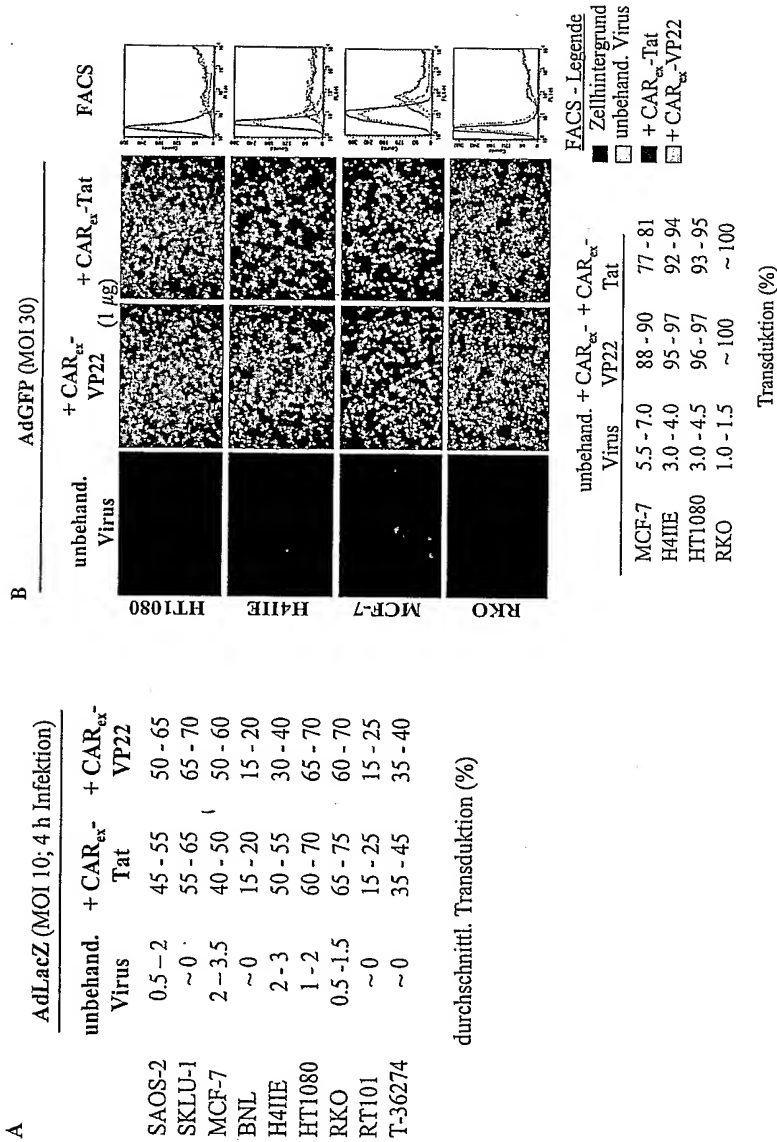 A
AdLacZ (MOI 10; 4 h Infektion)
unbehand. + CARex- + CARex-
Virus Tat VP22
SAOS-2 0.5 – 2 45 - 55 50 - 65
SKLU-1 ~ 0 55 - 65 65 - 70
MCF-7 2 – 3.5 40 - 50 50 - 60
BNL ~ 0 15 - 20 15 - 20
H4IIE 2 - 3 50 - 55 30 - 40
HT1080 1 - 2 60 - 70 65 - 70
RKO 0.5 -1.5 65 - 75 60 - 70
RT101 ~ 0 15 - 25 15 - 25
T-36274 ~ 0 35 - 45 35 - 40
durchschnittl. Transduktion (%)
B
AdGFP (MOI 30)
unbehand. Virus
+ CARex- VP22
(1 µg)
+ CARex-Tat
FACS
HT1080
H4IIE
MCF-7
RKO
FACS - Legende
Zellhintergrund
unbehand. Virus
+ CARex-Tat
+ CARex-VP22
unbehand. + CARex- + CARex-
Virus VP22 Tat
MCF-7 5.5 - 7.0 88 - 90 77 - 81
H4IIE 3.0 - 4.0 95 - 97 92 - 94
HT1080 3.0 - 4.5 96 - 97 93 - 95
RKO 1.0 - 1.5 ~ 100 ~ 100
Transduktion (%)